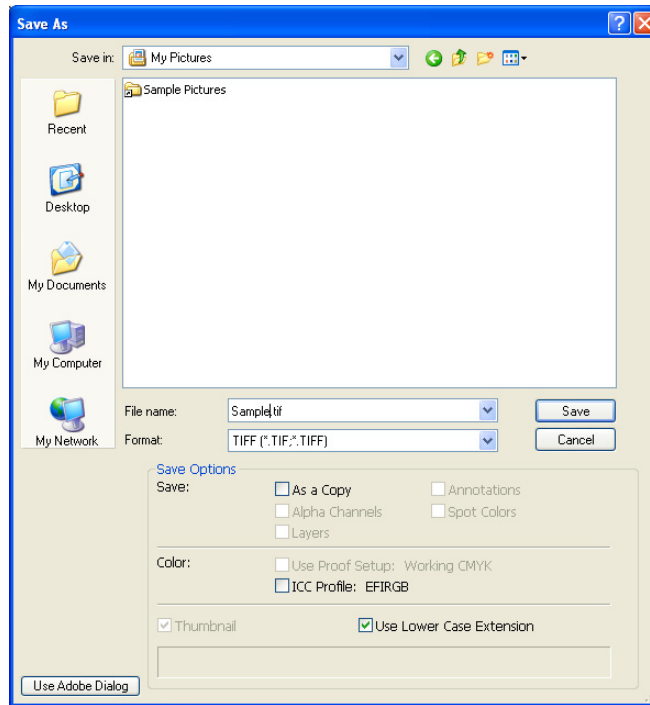 Save As
Save in: My Pictures
Sample Pictures
Recent
Desktop
My Documents
My Computer
My Network
File name: Sample.tif
Save
Format: TIFF (*.TIF;*.TIFF)
Cancel
Save Options
Save: As a Copy Annotations
Alpha Channels Spot Colors
Layers
Color: Use Proof Setup: Working CMYK
ICC Profile: EFIRGB
Thumbnail Use Lower Case Extension
Use Adobe Dialog